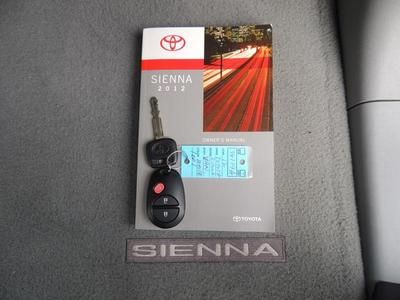 SIENNA
2012
OWNER'S MANUAL
TOYOTA
SIENNA